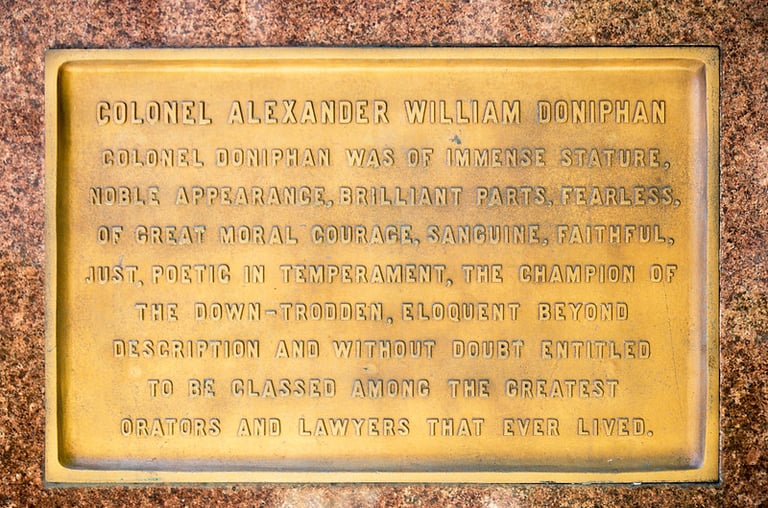 COLONEL ALEXANDER WILLIAM DONIPHAN
COLONEL DONIPHAN WAS OF IMMENSE STATURE,
NOBLE APPEARANCE, BRILLIANT PARTS, FEARLESS,
OF GREAT MORAL COURAGE, SANGUINE, FAITHFUL,
JUST, POETIC IN TEMPERAMENT, THE CHAMPION OF
THE DOWN-TRODDEN, ELOQUENT BEYOND
DESCRIPTION AND WITHOUT DOUBT ENTITLED
TO BE CLASSED AMONG THE GREATEST
ORATORS AND LAWYERS THAT EVER LIVED.